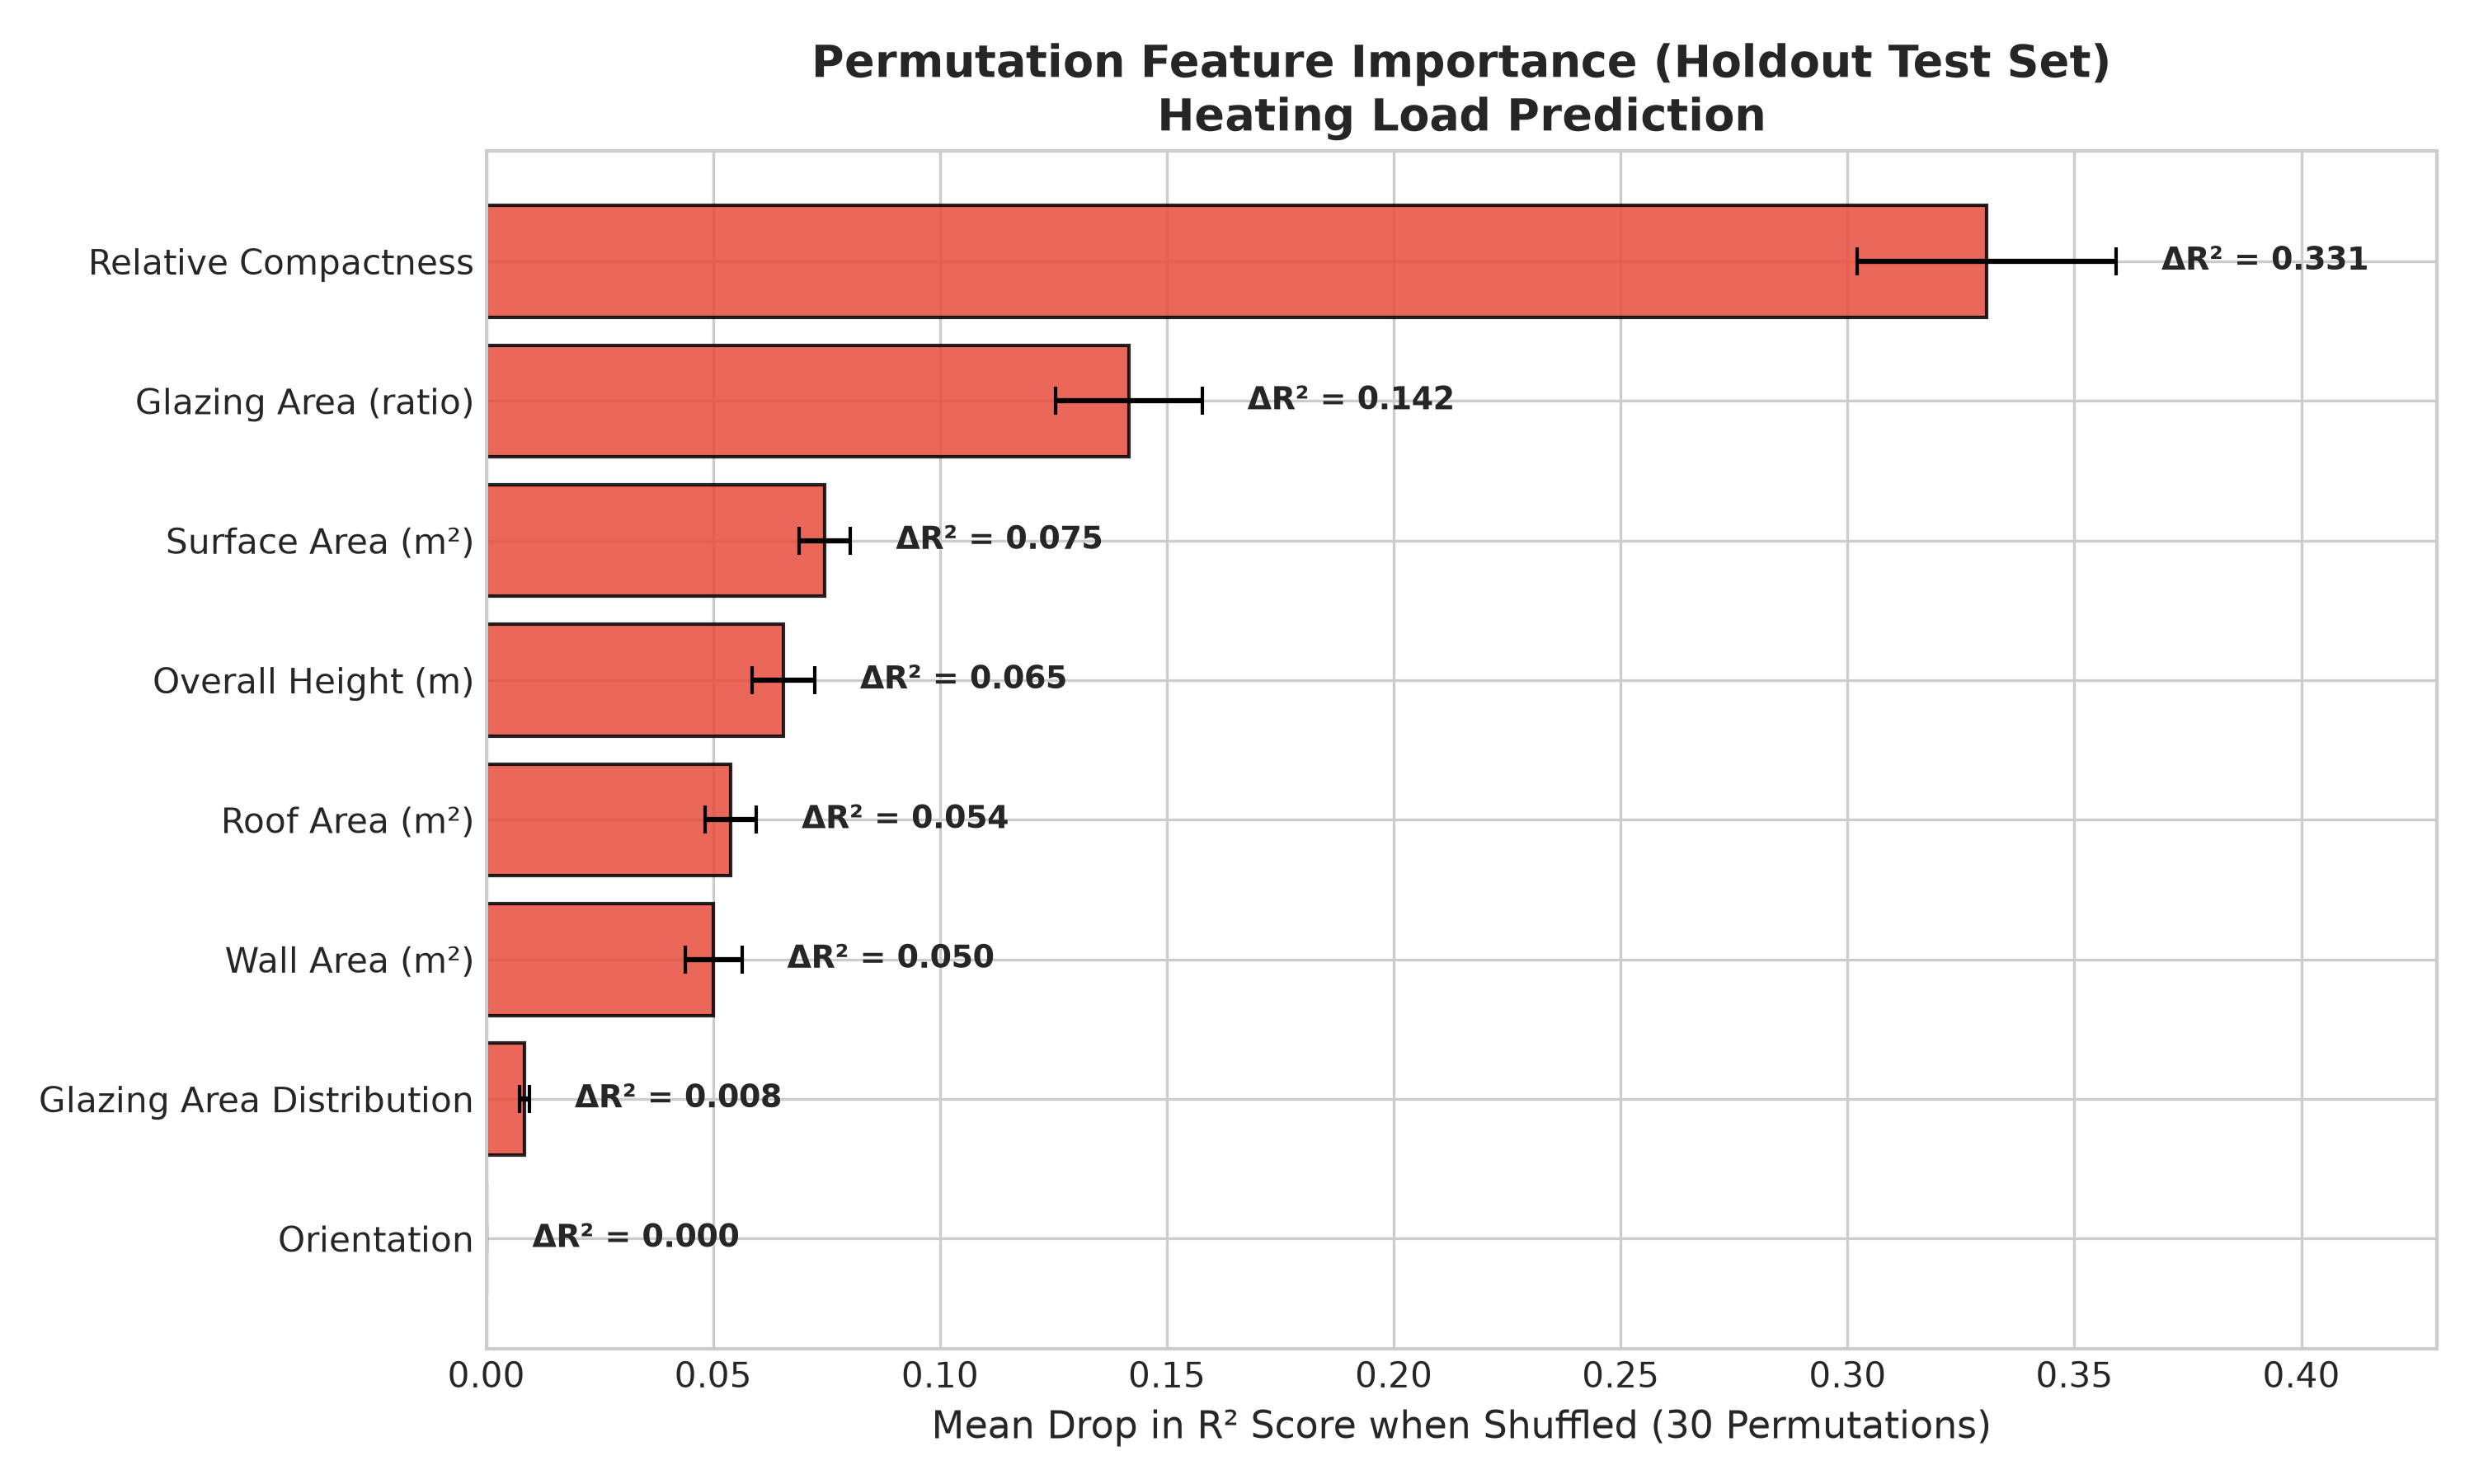 Permutation Feature Importance (Holdout Test Set)
Heating Load Prediction
Relative Compactness
ΔR² = 0.331
Glazing Area (ratio)
ΔR² = 0.142
Surface Area (m²)
ΔR² = 0.075
Overall Height (m)
ΔR² = 0.065
Roof Area (m²)
ΔR² = 0.054
Wall Area (m²)
ΔR² = 0.050
Glazing Area Distribution
ΔR² = 0.008
Orientation
ΔR² = 0.000
0.00 0.05 0.10 0.15 0.20 0.25 0.30 0.35 0.40
Mean Drop in R² Score when Shuffled (30 Permutations)